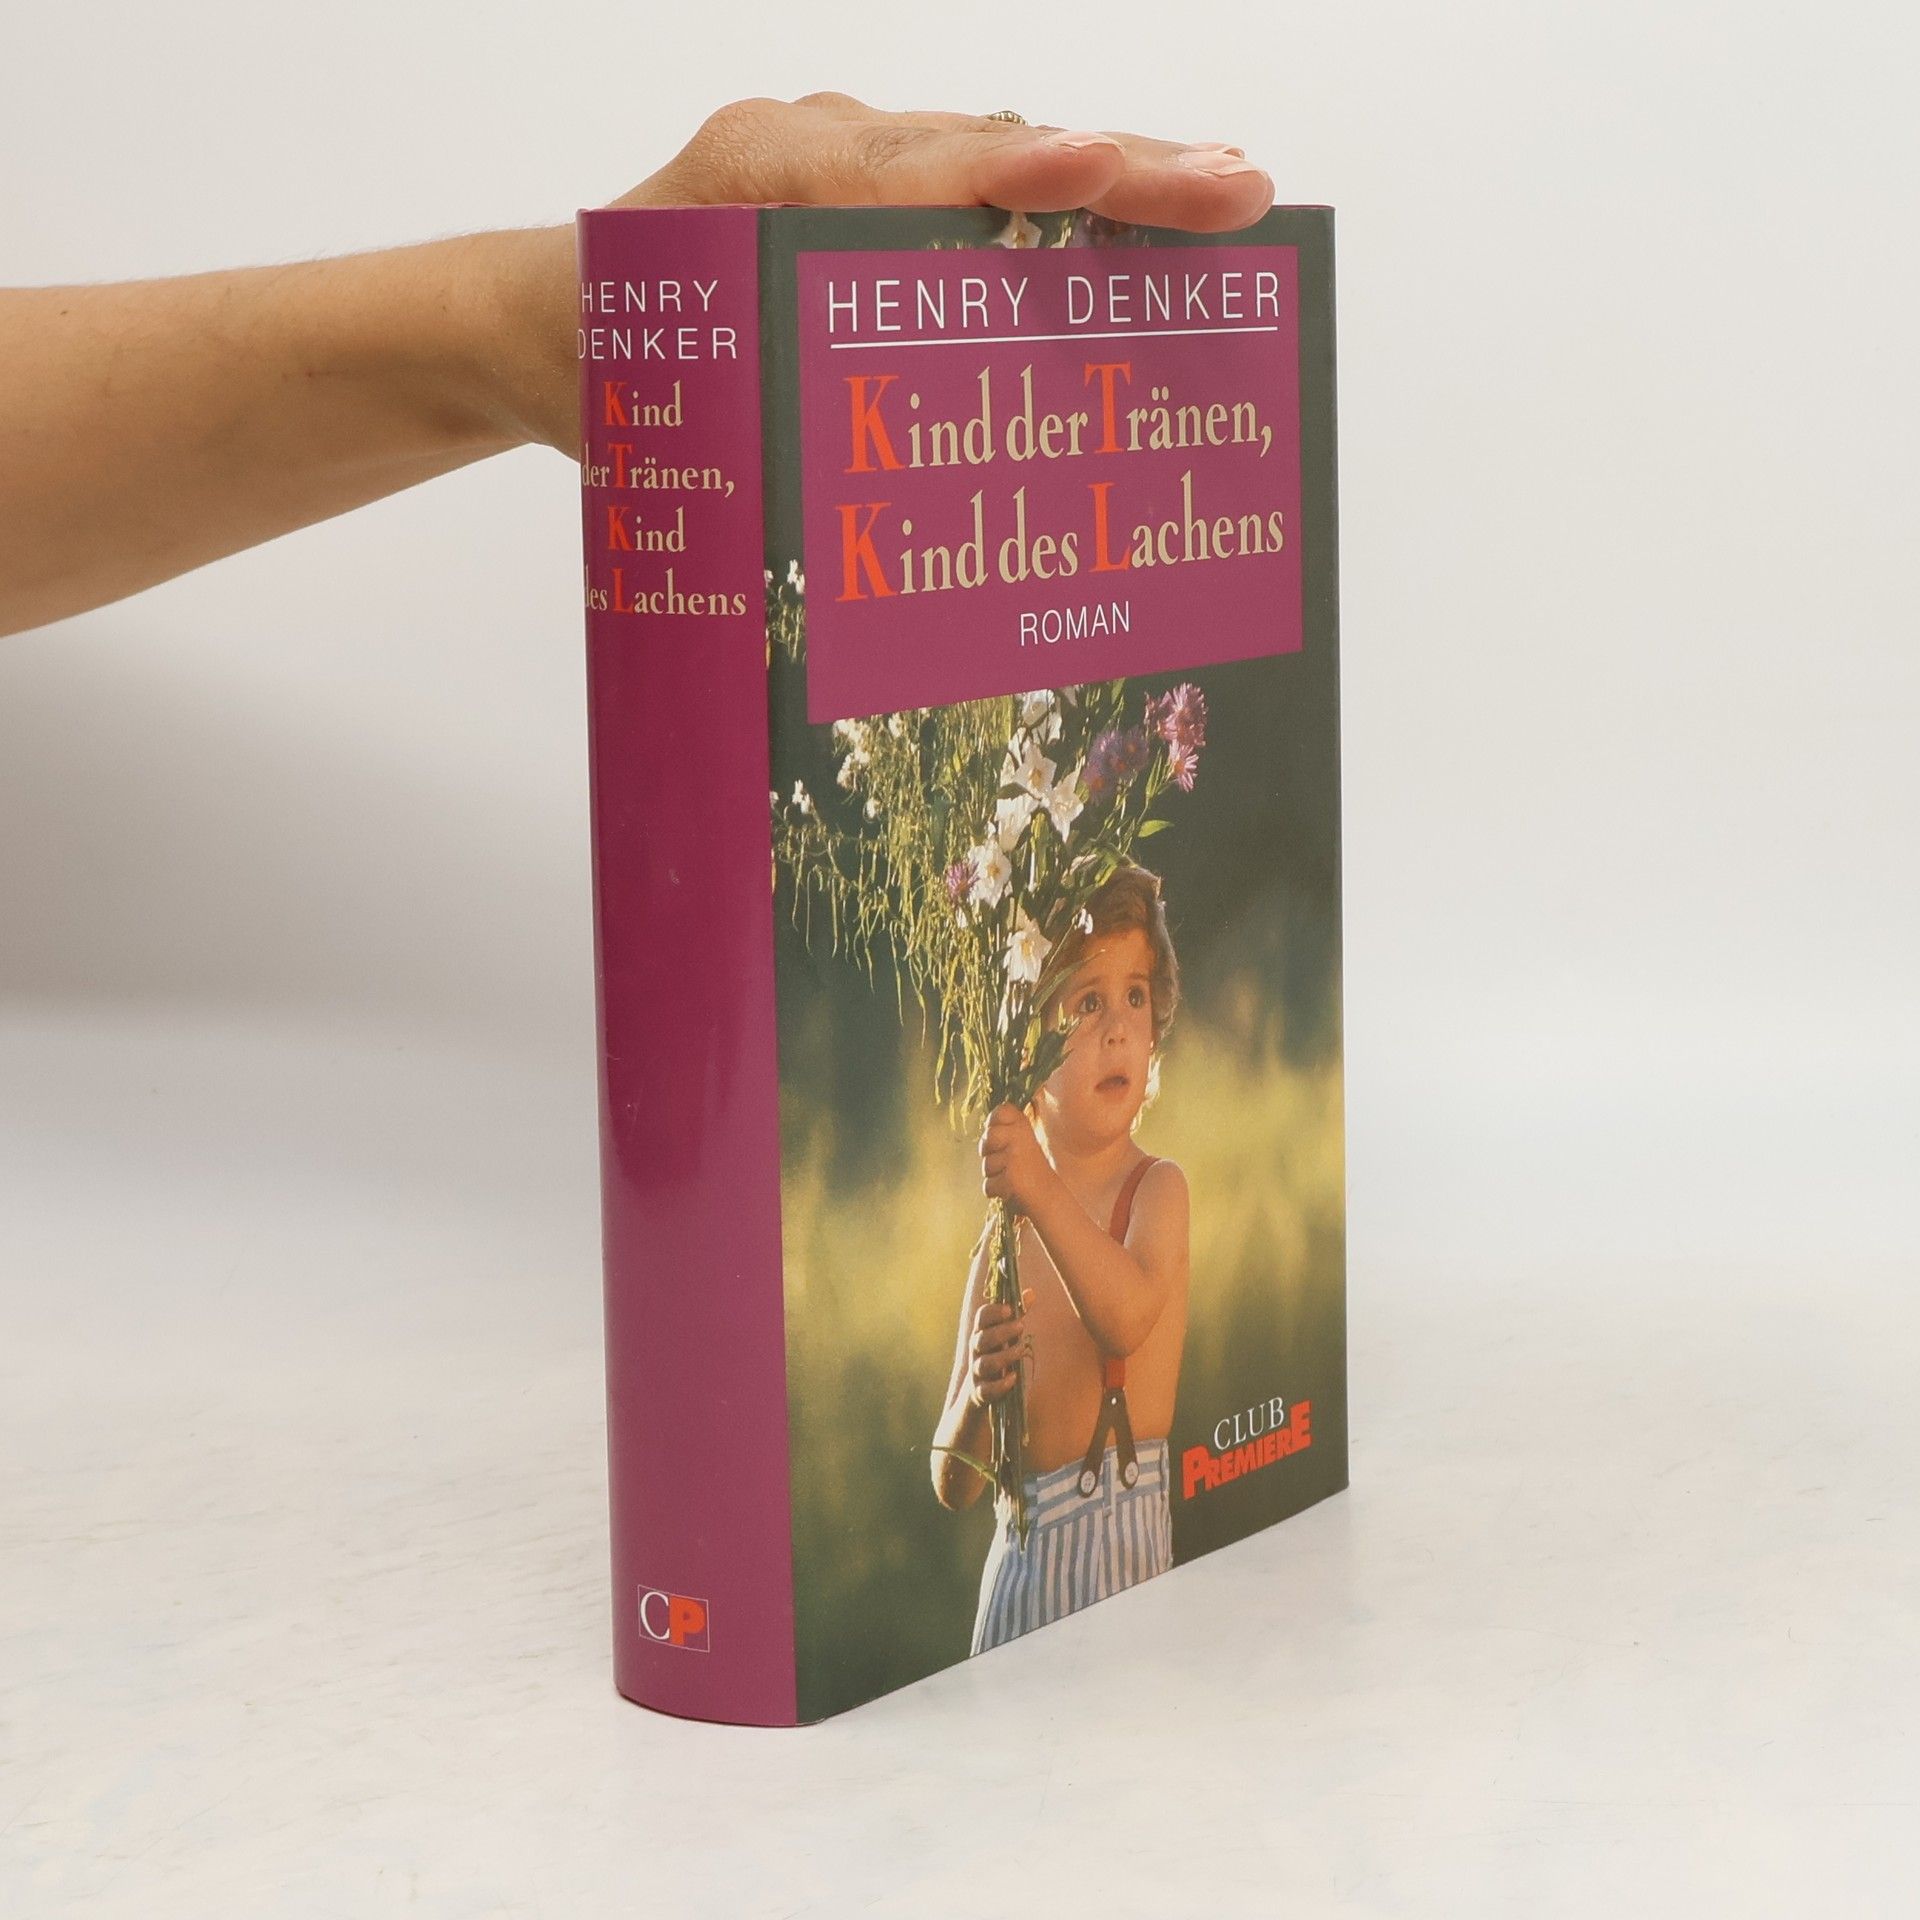 HENRY
DENKER
Kind
der Tränen,
Kind
des Lachens
CP
HENRY DENKER
Kind der Tränen,
Kind des Lachens
ROMAN
CLUB
PREMIERE